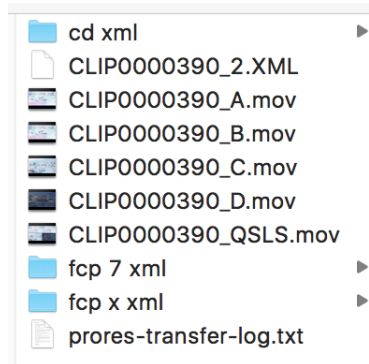 cd xml
CLIP0000390_2.XML
CLIP0000390_A.mov
CLIP0000390_B.mov
CLIP0000390_C.mov
CLIP0000390_D.mov
CLIP0000390_QSLS.mov
fcp 7 xml
fcp x xml
prores-transfer-log.txt